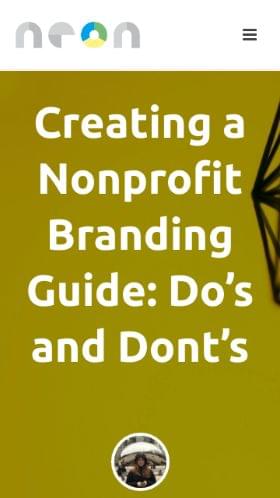 neon
Creating a
Nonprofit
Branding
Guide: Do’s
and Dont’s